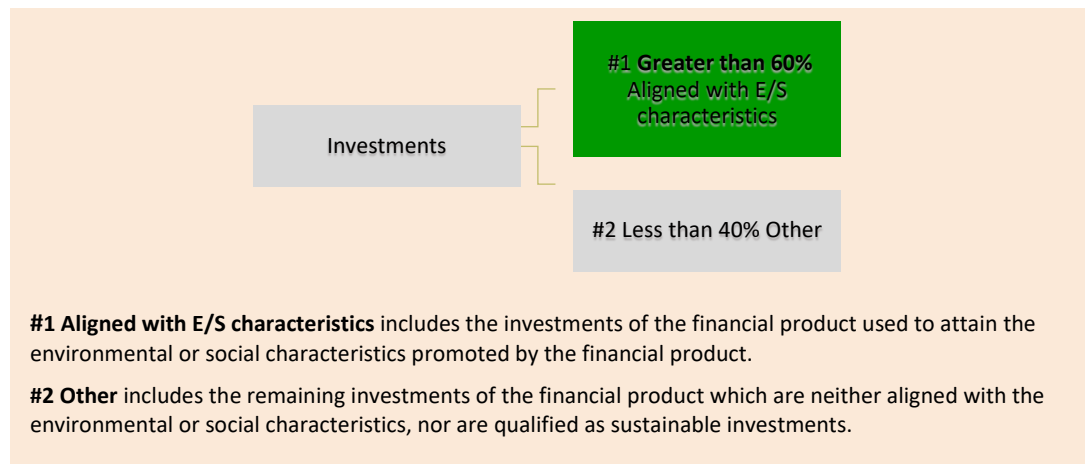 #1 Greater than 60%
Aligned with E/S
characteristics
Investments
#2 Less than 40% Other
#1 Aligned with E/S characteristics includes the investments of the financial product used to attain the
environmental or social characteristics promoted by the financial product.
#2 Other includes the remaining investments of the financial product which are neither aligned with the
environmental or social characteristics, nor are qualified as sustainable investments.